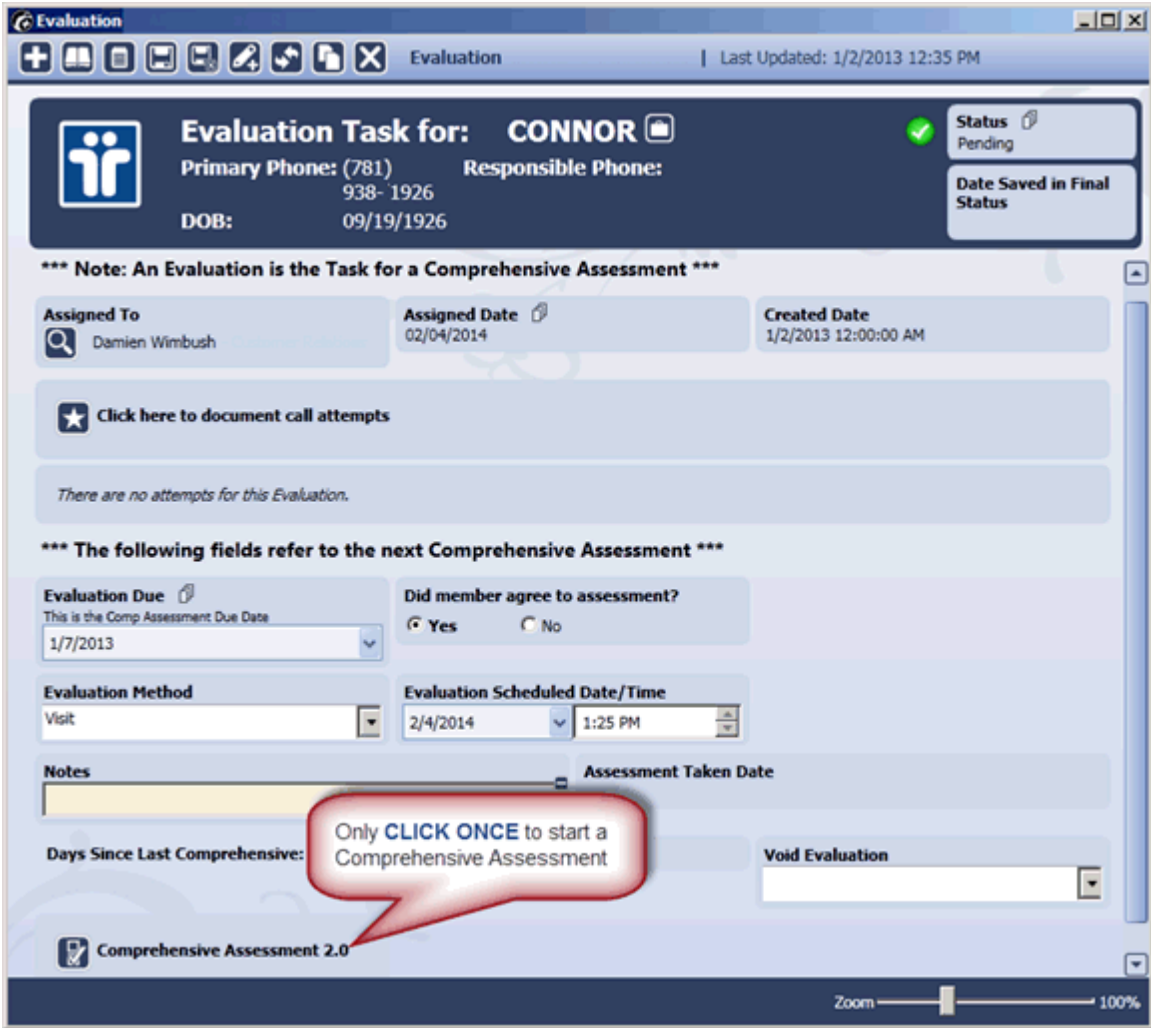 Evaluation
Evaluation | Last Updated: 1/2/2013 12:35 PM
Evaluation Task for: CONNOR
Primary Phone: (781) 938- 1926 Responsible Phone:
DOB: 09/19/1926
Status
Pending
Date Saved in Final Status
*** Note: An Evaluation is the Task for a Comprehensive Assessment ***
Assigned To
Damien Wimbush
Assigned Date
02/04/2014
Created Date
1/2/2013 12:00:00 AM
Click here to document call attempts
There are no attempts for this Evaluation.
*** The following fields refer to the next Comprehensive Assessment ***
Evaluation Due
This is the Comp Assessment Due Date
1/7/2013
Did member agree to assessment?
Yes No
Evaluation Method
Visit
Evaluation Scheduled Date/Time
2/4/2014 1:25 PM
Notes
Assessment Taken Date
Only CLICK ONCE to start a
Comprehensive Assessment
Days Since Last Comprehensive:
Void Evaluation
Comprehensive Assessment 2.0
Zoom 100%